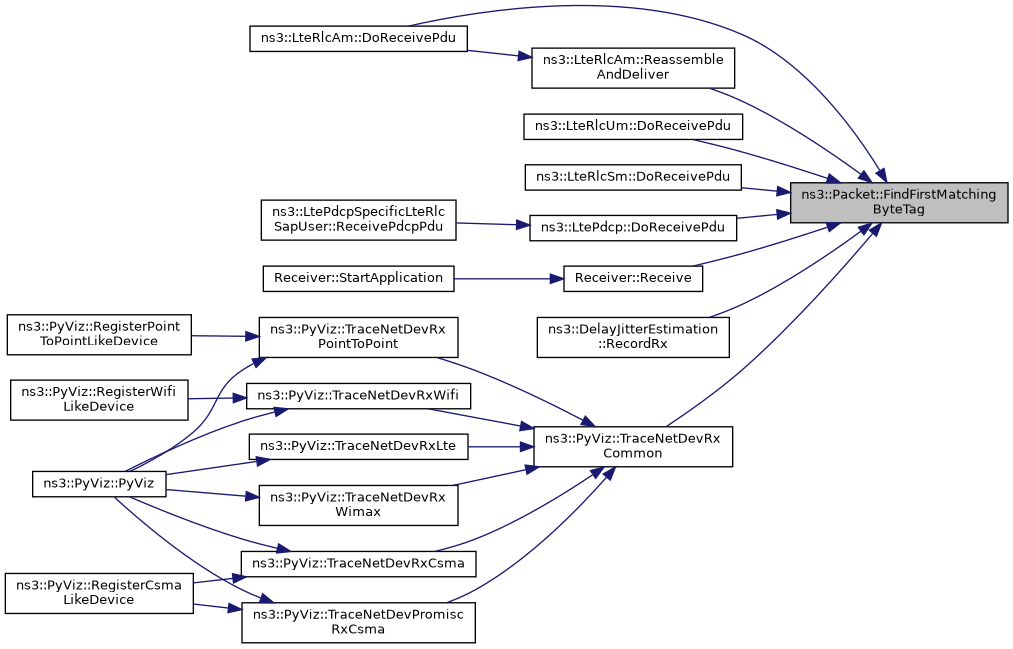 ns3::LteRlcAm::DoReceivePdu
ns3::LteRlcAm::Reassemble
AndDeliver
ns3::LteRlcUm::DoReceivePdu
ns3::LteRlcSm::DoReceivePdu
ns3::Packet::FindFirstMatching
ByteTag
ns3::LtePdcpSpecificLteRlc
SapUser::ReceivePdcpPdu
ns3::LtePdcp::DoReceivePdu
Receiver::StartApplication
Receiver::Receive
ns3::DelayJitterEstimation
::RecordRx
ns3::PyViz::RegisterPoint
ToPointLikeDevice
ns3::PyViz::TraceNetDevRx
PointToPoint
ns3::PyViz::RegisterWifi
LikeDevice
ns3::PyViz::TraceNetDevRxWifi
ns3::PyViz::TraceNetDevRxLte
ns3::PyViz::TraceNetDevRx
Common
ns3::PyViz::PyViz
ns3::PyViz::TraceNetDevRx
Wimax
ns3::PyViz::TraceNetDevRxCsma
ns3::PyViz::RegisterCsma
LikeDevice
ns3::PyViz::TraceNetDevPromisc
RxCsma